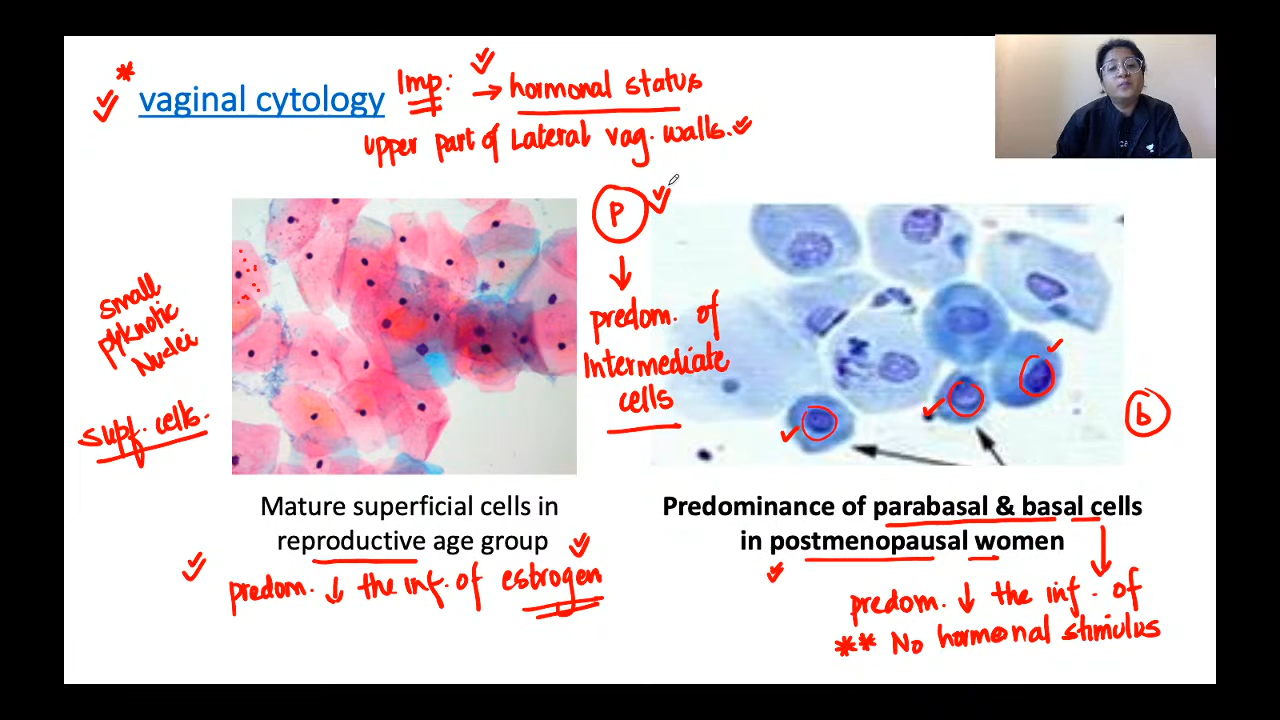 * vaginal cytology Imp: → hormonal status
Upper part of Lateral vag. walls.
P
predom. of
Intermediate
cells
small
pyknotic
Nuclei
supf. cells.
b
Mature superficial cells in
reproductive age group
predom. ↓ the inf. of estrogen
Predominance of parabasal & basal cells
in postmenopausal women
predom. ↓ the inf. of
** No hormonal stimulus